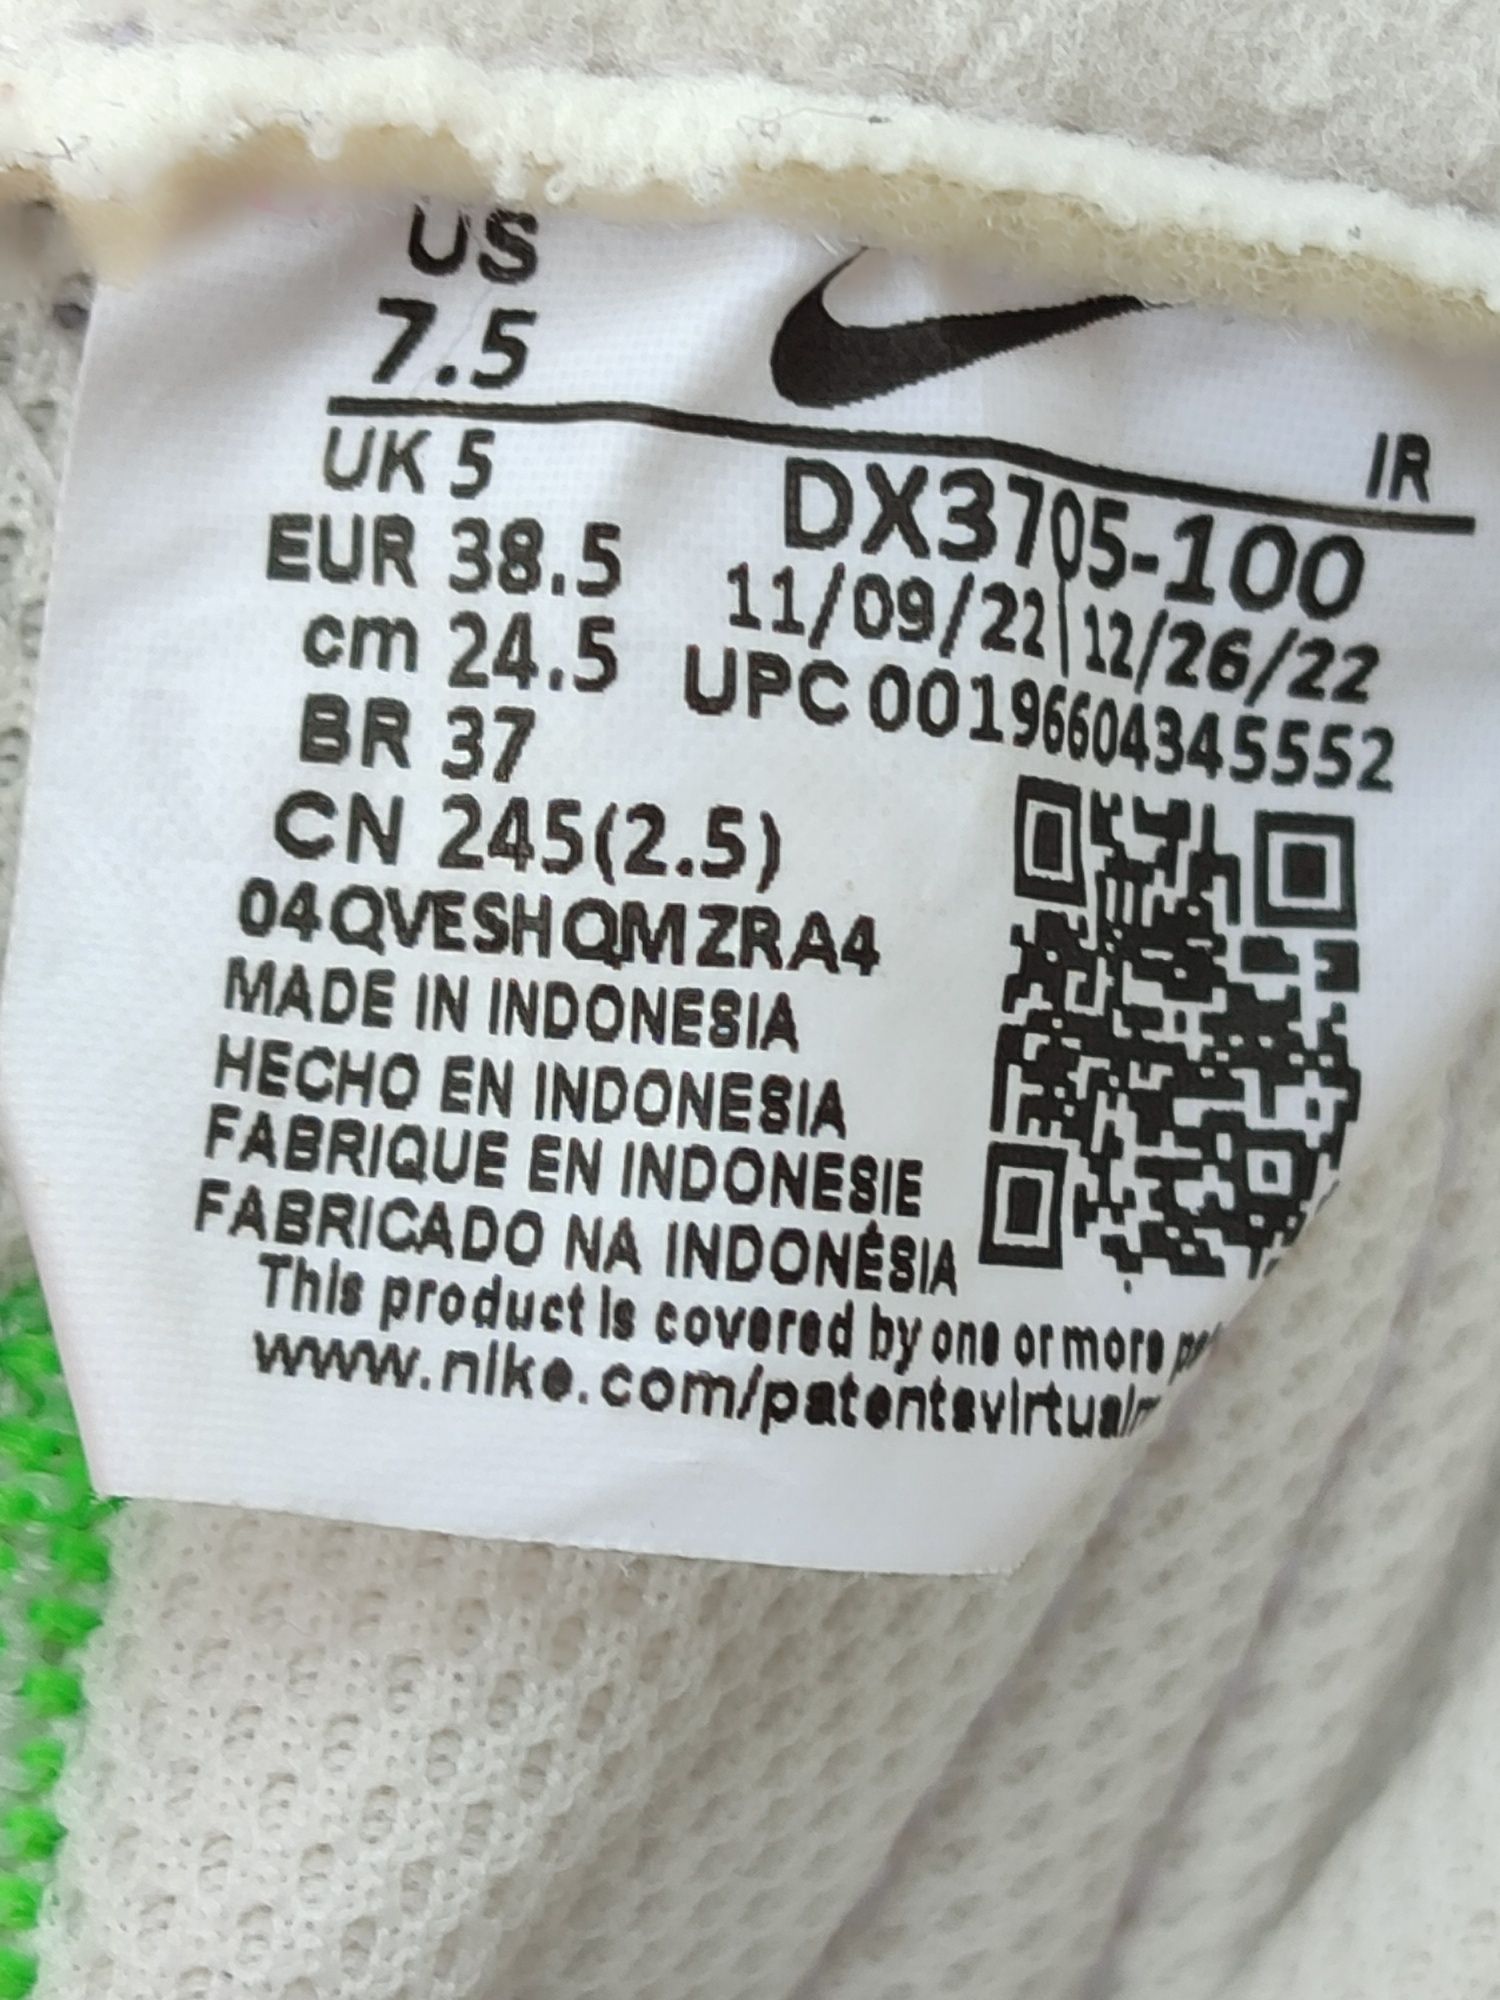 US
7.5
IR
UK 5
EUR 38.5
cm 24.5
BR 37
CN 245(2.5)
DX3705-100
11/09/22 12/26/22
UPC 00196604345552
04QVESHQMZRA4
MADE IN INDONESIA
HECHO EN INDONESIA
FABRIQUE EN INDONESIE
FABRICADO NA INDONÉSIA
This product is covered by one or more
www.nike.com/patentsvirtual